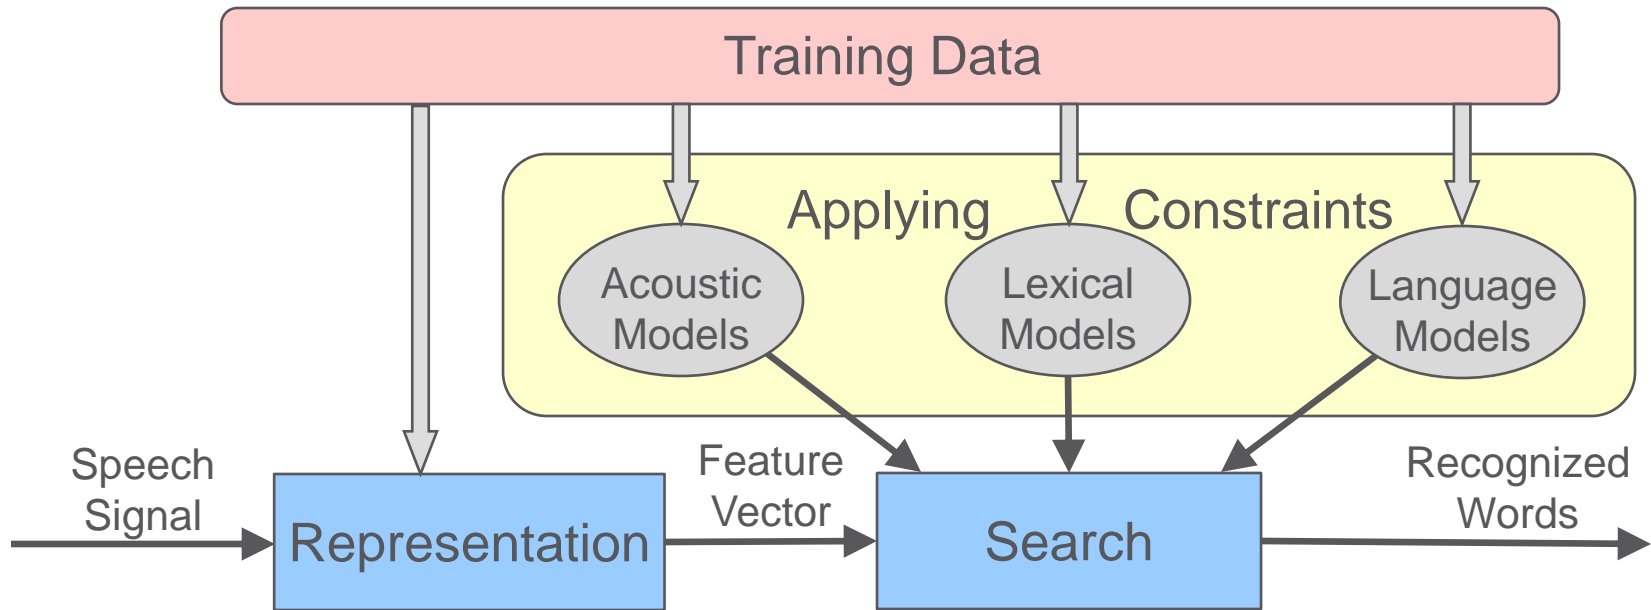 Training Data
Applying Constraints
Acoustic
Models
Lexical
Models
Language
Models
Speech
Signal
Representation
Feature
Vector
Search
Recognized
Words